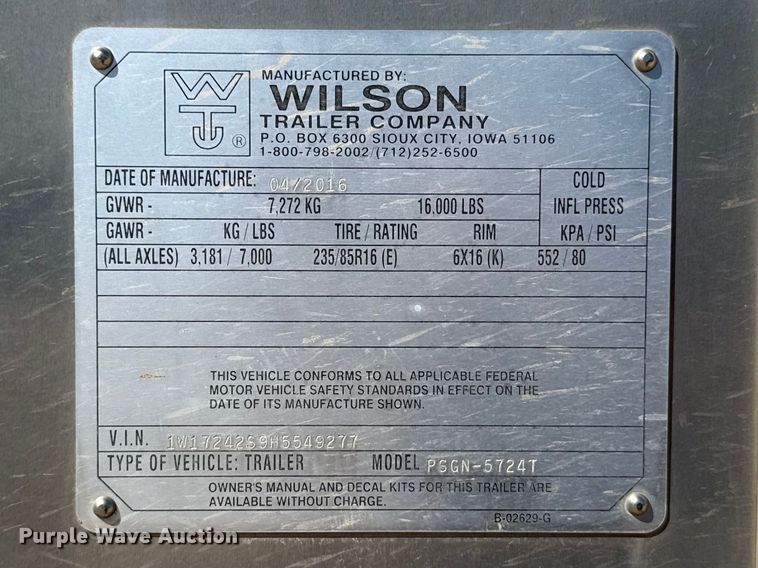 MANUFACTURED BY:
WILSON
TRAILER COMPANY
P.O. BOX 6300 SIOUX CITY, IOWA 51106
1-800-798-2002/(712)252-6500
WT ®
DATE OF MANUFACTURE: 04/2016 COLD
GVWR - 7,272 KG 16,000 LBS INFL PRESS
GAWR - KG / LBS TIRE / RATING RIM KPA / PSI
(ALL AXLES) 3,181 / 7,000 235/85R16 (E) 6X16 (K) 552 / 80
THIS VEHICLE CONFORMS TO ALL APPLICABLE FEDERAL
MOTOR VEHICLE SAFETY STANDARDS IN EFFECT ON THE
DATE OF ITS MANUFACTURE SHOWN.
V.I.N. 1W17242S9H5549277
TYPE OF VEHICLE: TRAILER MODEL PSGN-5724T
OWNER'S MANUAL AND DECAL KITS FOR THIS TRAILER ARE
AVAILABLE WITHOUT CHARGE.
B-02629-G
Purple Wave Auction